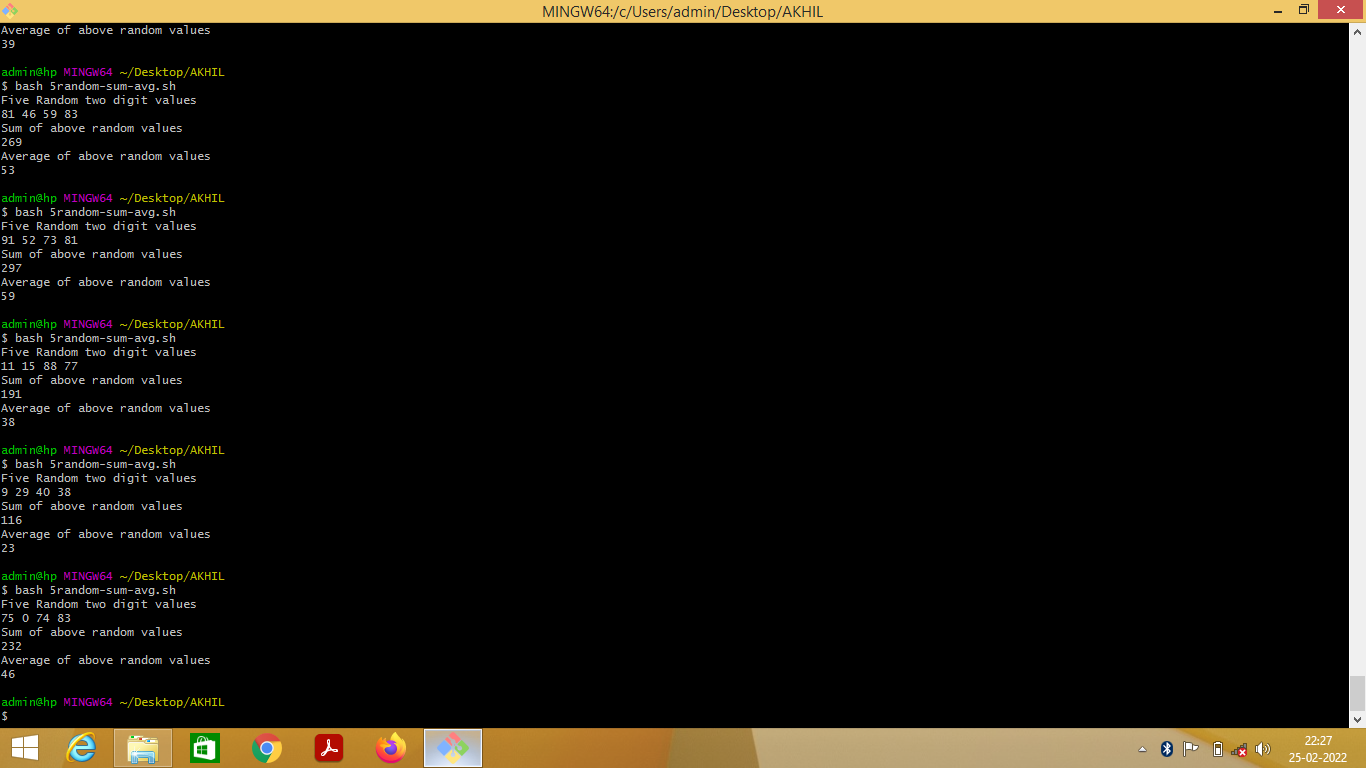 MINGW64:/c/Users/admin/Desktop/AKHIL
Average of above random values
39
admin@hp MINGW64 ~/Desktop/AKHIL
$ bash 5random-sum-avg.sh
Five Random two digit values
81 46 59 83
Sum of above random values
269
Average of above random values
53
admin@hp MINGW64 ~/Desktop/AKHIL
$ bash 5random-sum-avg.sh
Five Random two digit values
91 52 73 81
Sum of above random values
297
Average of above random values
59
admin@hp MINGW64 ~/Desktop/AKHIL
$ bash 5random-sum-avg.sh
Five Random two digit values
11 15 88 77
Sum of above random values
191
Average of above random values
38
admin@hp MINGW64 ~/Desktop/AKHIL
$ bash 5random-sum-avg.sh
Five Random two digit values
9 29 40 38
Sum of above random values
116
Average of above random values
23
admin@hp MINGW64 ~/Desktop/AKHIL
$ bash 5random-sum-avg.sh
Five Random two digit values
75 0 74 83
Sum of above random values
232
Average of above random values
46
admin@hp MINGW64 ~/Desktop/AKHIL
$
22:27
25-02-2022